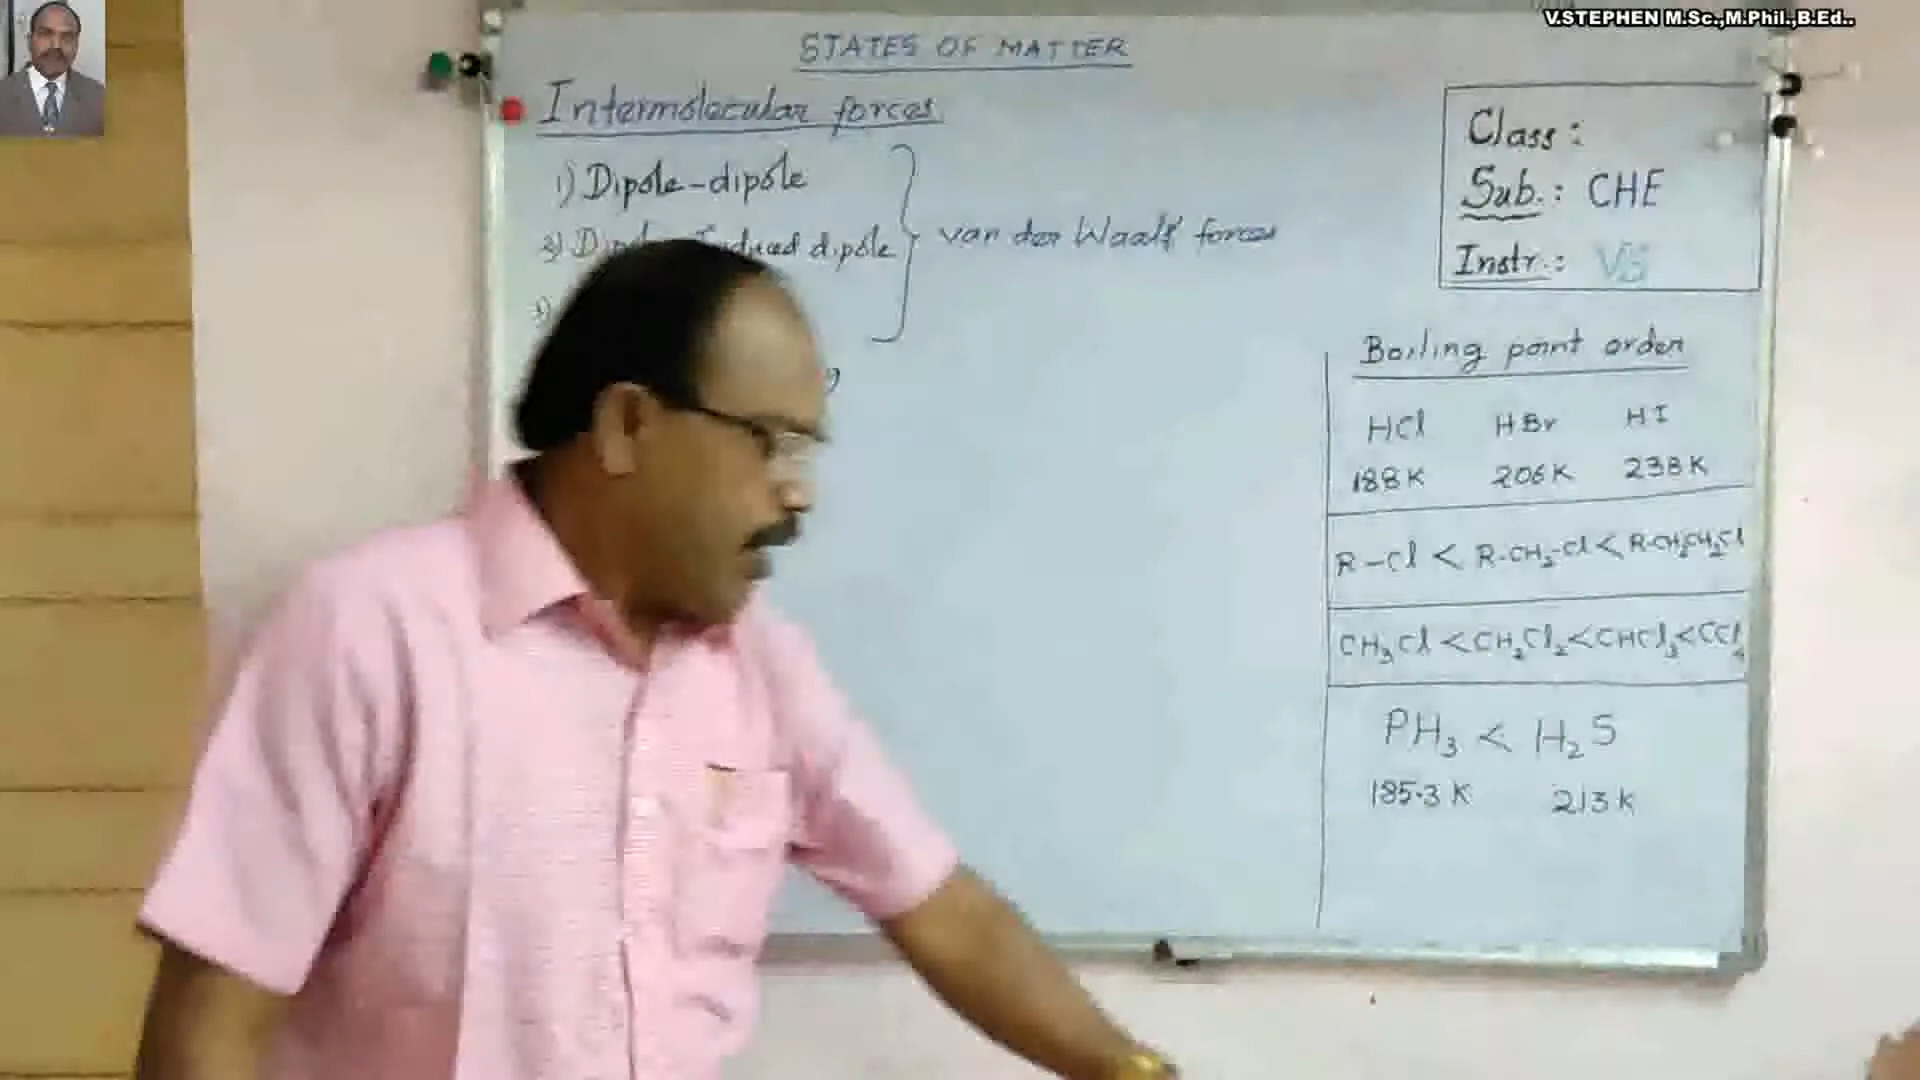 V.STEPHEN M.Sc.,M.Phil.,B.Ed..
STATES OF MATTER
Intermolecular forces
1) Dipole-dipole
dipole
van der Waals' forces
Class :
Sub. : CHE
Instr. : VS
Boiling point order
HCl HBr HI
188 K 206 K 238 K
R-Cl < R-CH₂-Cl < R-CH₂CH₂Cl
CH₃Cl < CH₂Cl₂ < CHCl₃ < CCl₄
PH₃ < H₂S
185.3 K 213 K